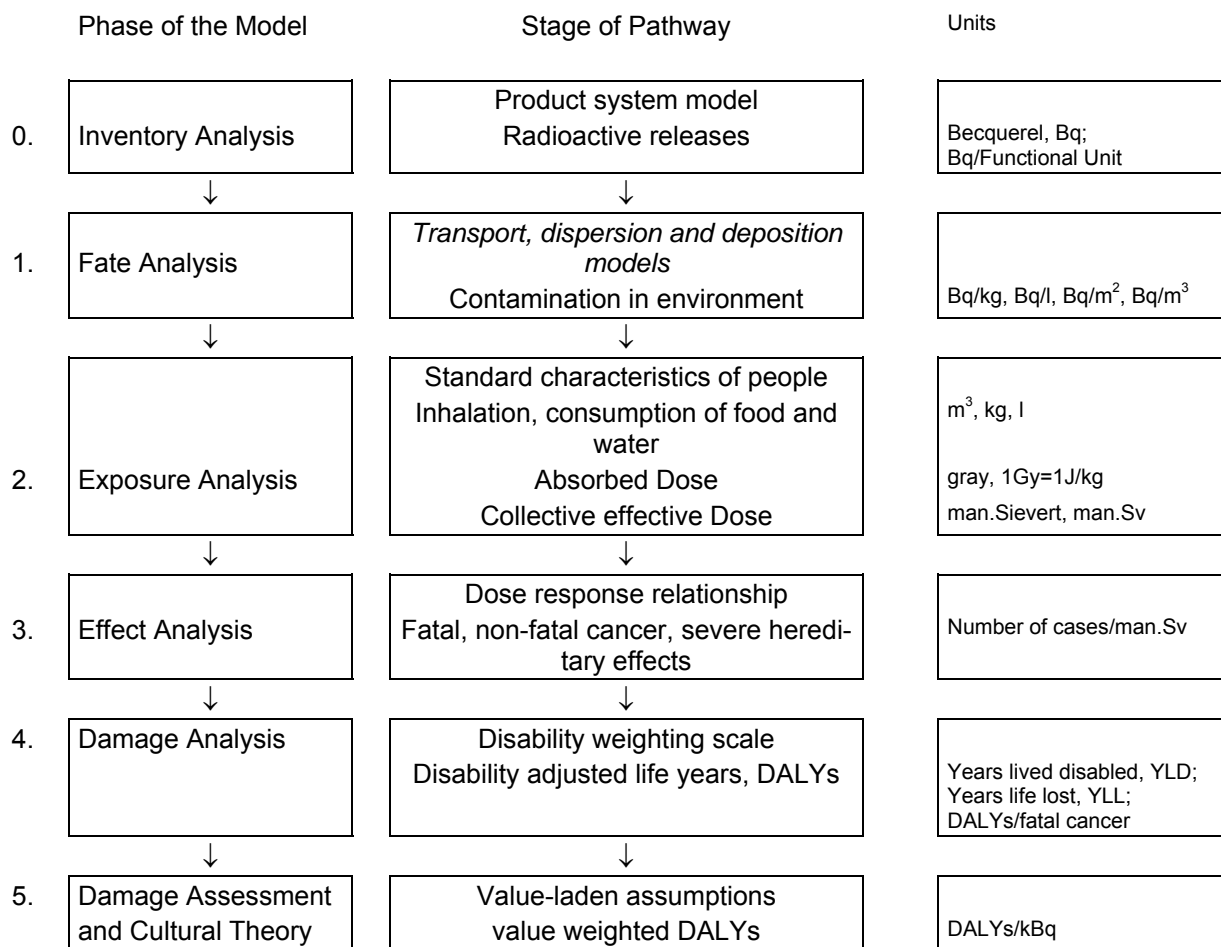 Phase of the Model
Stage of Pathway
Units
0.
Inventory Analysis
Product system model
Radioactive releases
Becquerel, Bq;
Bq/Functional Unit
↓
↓
1.
Fate Analysis
Transport, dispersion and deposition
models
Contamination in environment
Bq/kg, Bq/l, Bq/m², Bq/m³
↓
↓
2.
Exposure Analysis
Standard characteristics of people
Inhalation, consumption of food and
water
Absorbed Dose
Collective effective Dose
m³, kg, l
gray, 1Gy=1J/kg
man.Sievert, man.Sv
↓
↓
3.
Effect Analysis
Dose response relationship
Fatal, non-fatal cancer, severe heredi-
tary effects
Number of cases/man.Sv
↓
↓
4.
Damage Analysis
Disability weighting scale
Disability adjusted life years, DALYs
Years lived disabled, YLD;
Years life lost, YLL;
DALYs/fatal cancer
↓
↓
5.
Damage Assessment
and Cultural Theory
Value-laden assumptions
value weighted DALYs
DALYs/kBq